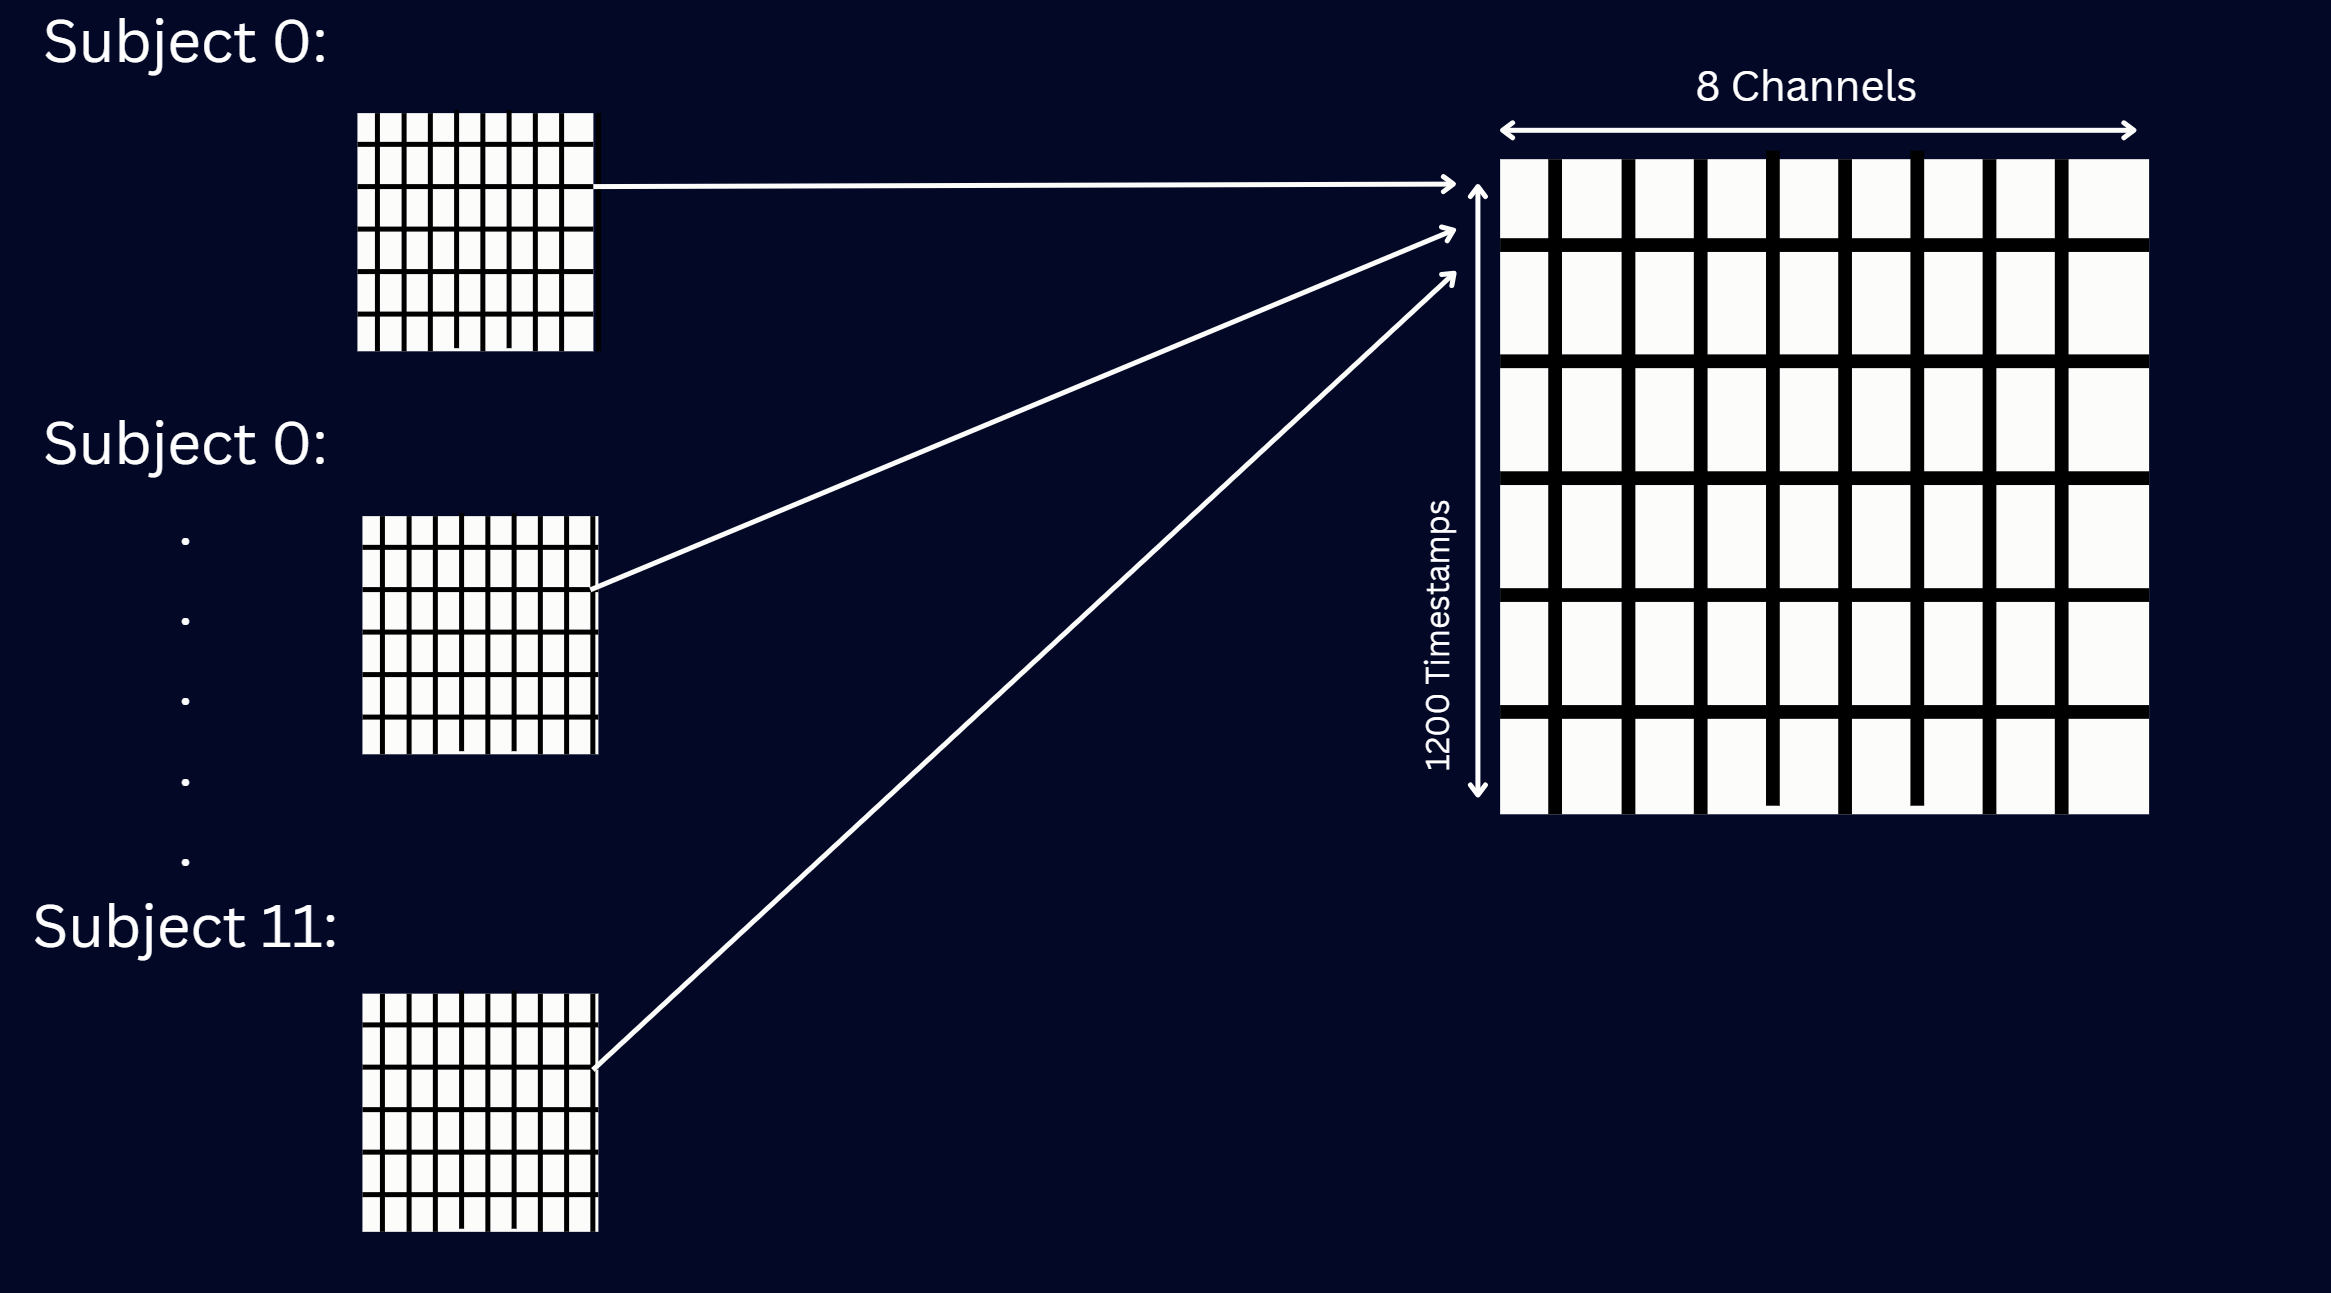 Subject 0:
8 Channels
1200 Timestamps
Subject 0:
.
.
.
.
.
Subject 11: